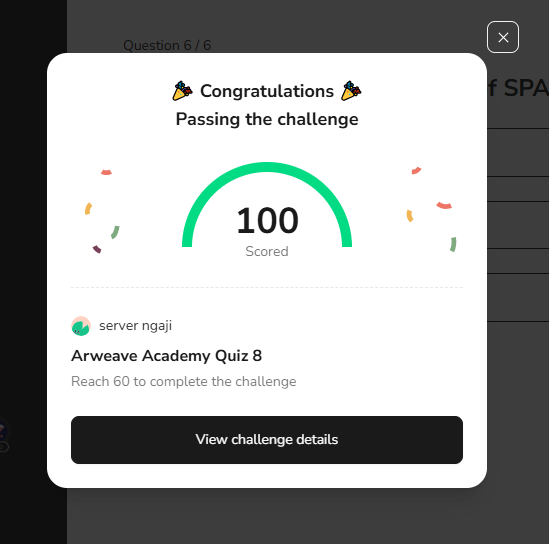 Question 6 / 6
Congratulations
Passing the challenge
f SPA
100
Scored
server ngaji
Arweave Academy Quiz 8
Reach 60 to complete the challenge
View challenge details